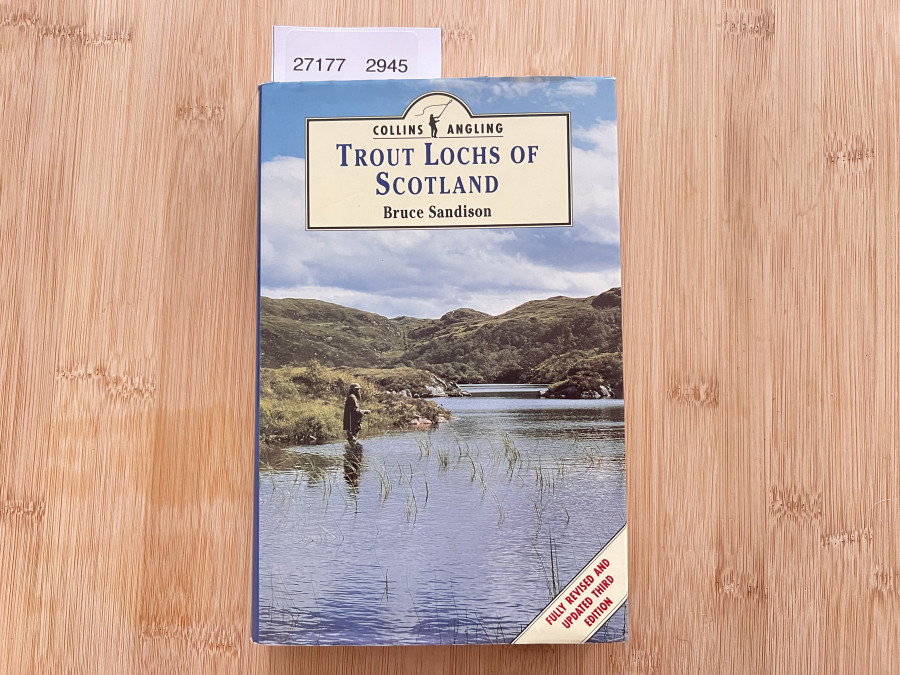 27177 2945
COLLINS ANGLING
TROUT LOCHS OF
SCOTLAND
Bruce Sandison
FULLY REVISED AND
UPDATED THIRD
EDITION